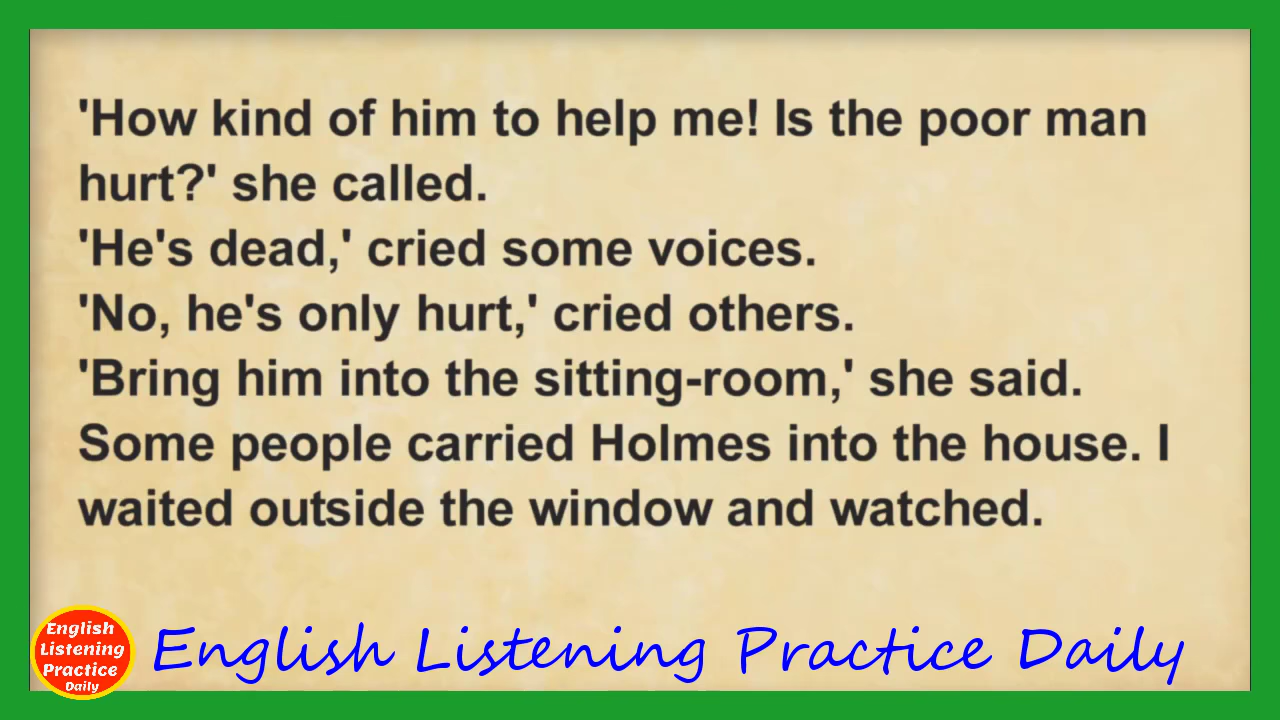 'How kind of him to help me! Is the poor man
hurt?' she called.
'He's dead,' cried some voices.
'No, he's only hurt,' cried others.
'Bring him into the sitting-room,' she said.
Some people carried Holmes into the house. I
waited outside the window and watched.
English
Listening
Practice
Daily
English Listening Practice Daily